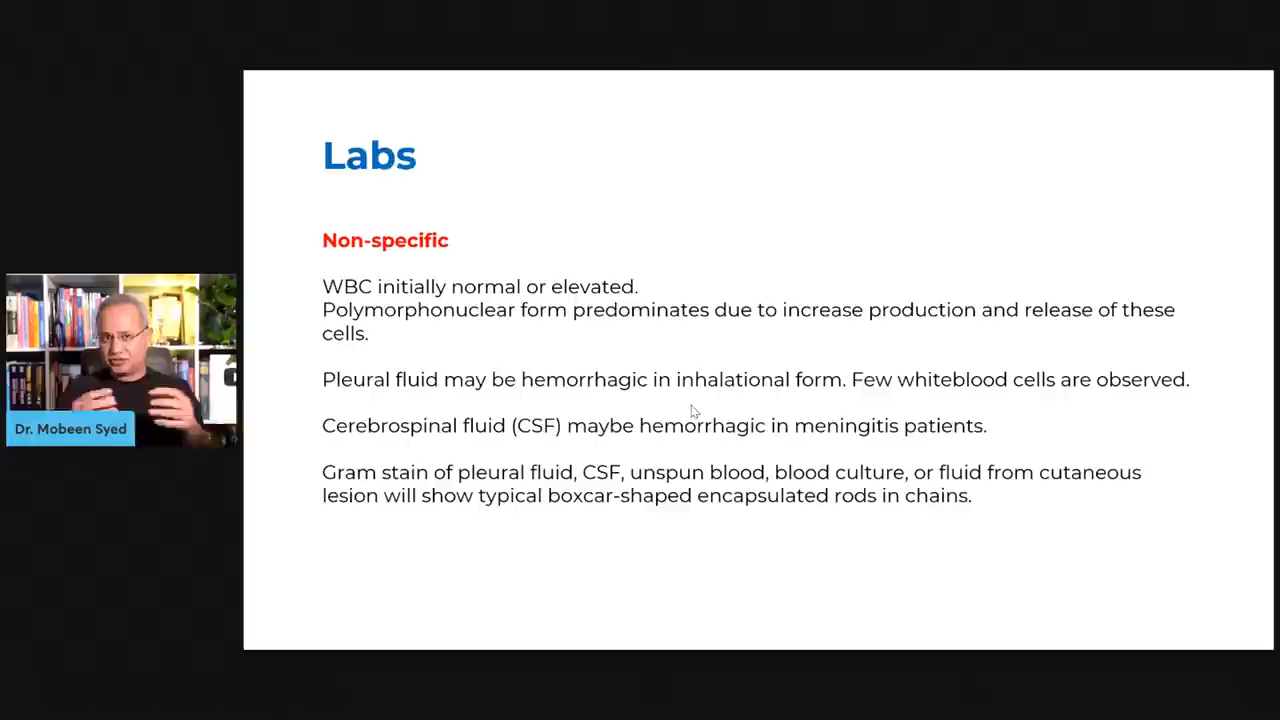 Labs
Non-specific
WBC initially normal or elevated.
Polymorphonuclear form predominates due to increase production and release of these
cells.
Pleural fluid may be hemorrhagic in inhalational form. Few whiteblood cells are observed.
Cerebrospinal fluid (CSF) maybe hemorrhagic in meningitis patients.
Gram stain of pleural fluid, CSF, unspun blood, blood culture, or fluid from cutaneous
lesion will show typical boxcar-shaped encapsulated rods in chains.
Dr. Mobeen Syed